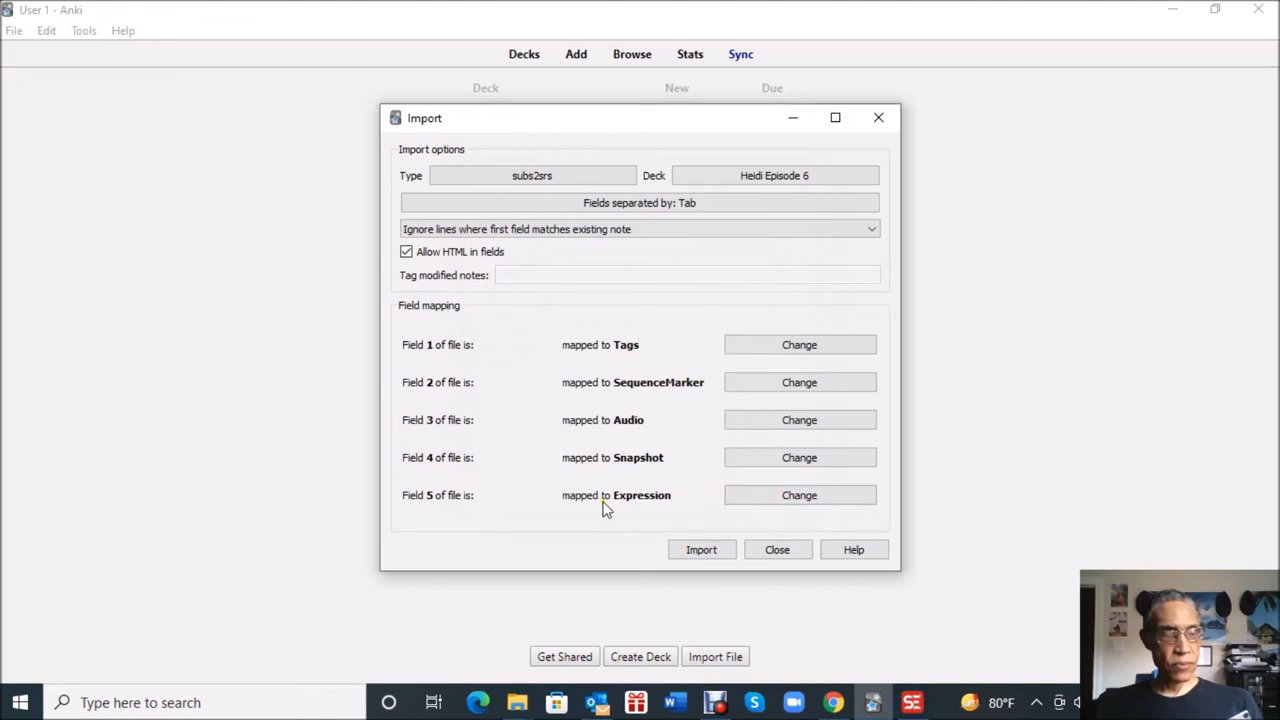 User 1 - Anki
File Edit Tools Help
Decks Add Browse Stats Sync
Deck New Due
Import
Import options
Type subs2srs Deck Heidi Episode 6
Fields separated by: Tab
Ignore lines where first field matches existing note
Allow HTML in fields
Tag modified notes:
Field mapping
Field 1 of file is: mapped to Tags Change
Field 2 of file is: mapped to SequenceMarker Change
Field 3 of file is: mapped to Audio Change
Field 4 of file is: mapped to Snapshot Change
Field 5 of file is: mapped to Expression Change
Import Close Help
Get Shared Create Deck Import File
Type here to search
SE
80°F